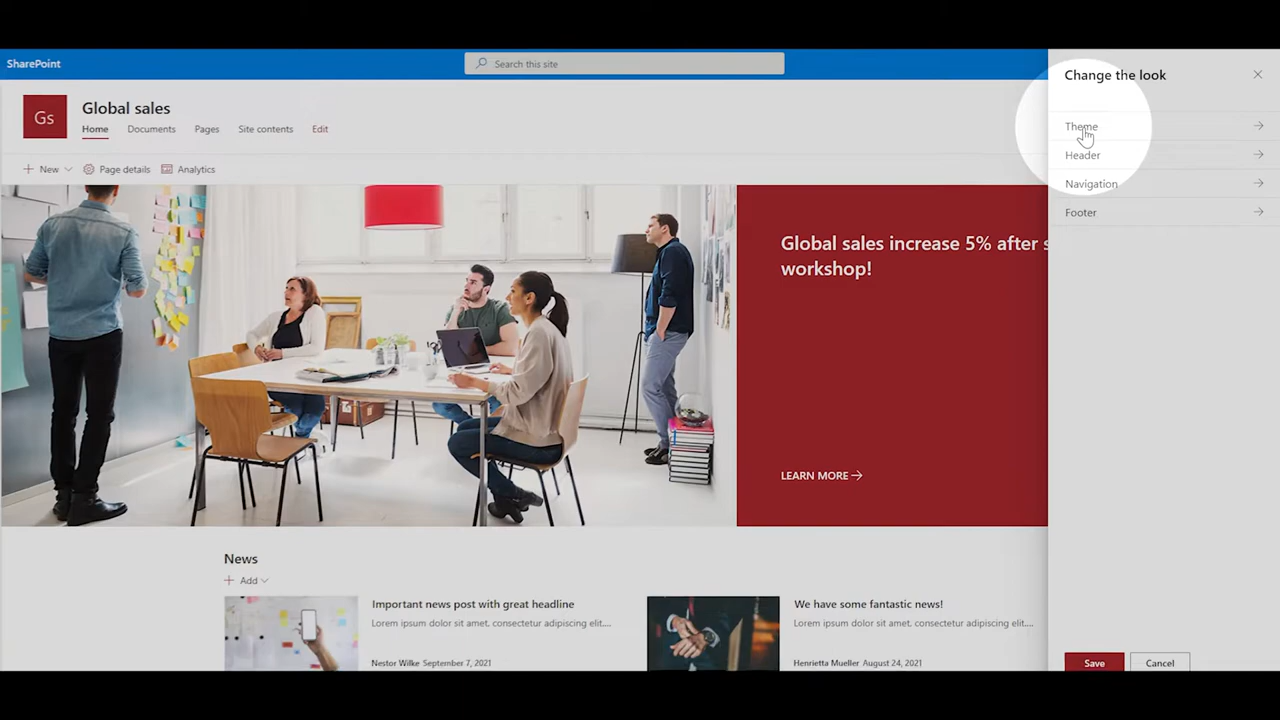 SharePoint
Search this site
Change the look
Gs
Global sales
Home Documents Pages Site contents Edit
Theme
Header
Navigation
Footer
New Page details Analytics
Global sales increase 5% after s
workshop!
LEARN MORE
News
Add
Important news post with great headline
Lorem ipsum dolor sit amet, consectetur adipiscing elit....
Nestor Wilke September 7, 2021
We have some fantastic news!
Lorem ipsum dolor sit amet, consectetur adipiscing elit....
Henrietta Mueller August 24, 2021
Save Cancel